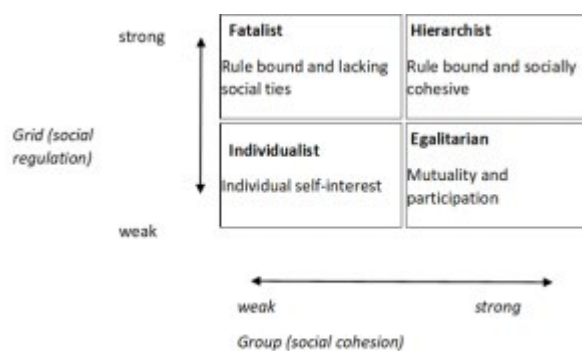 strong
Fatalist
Rule bound and lacking
social ties
Hierarchist
Rule bound and socially
cohesive
Grid (social
regulation)
Individualist
Individual self-interest
Egalitarian
Mutuality and
participation
weak
weak
strong
Group (social cohesion)